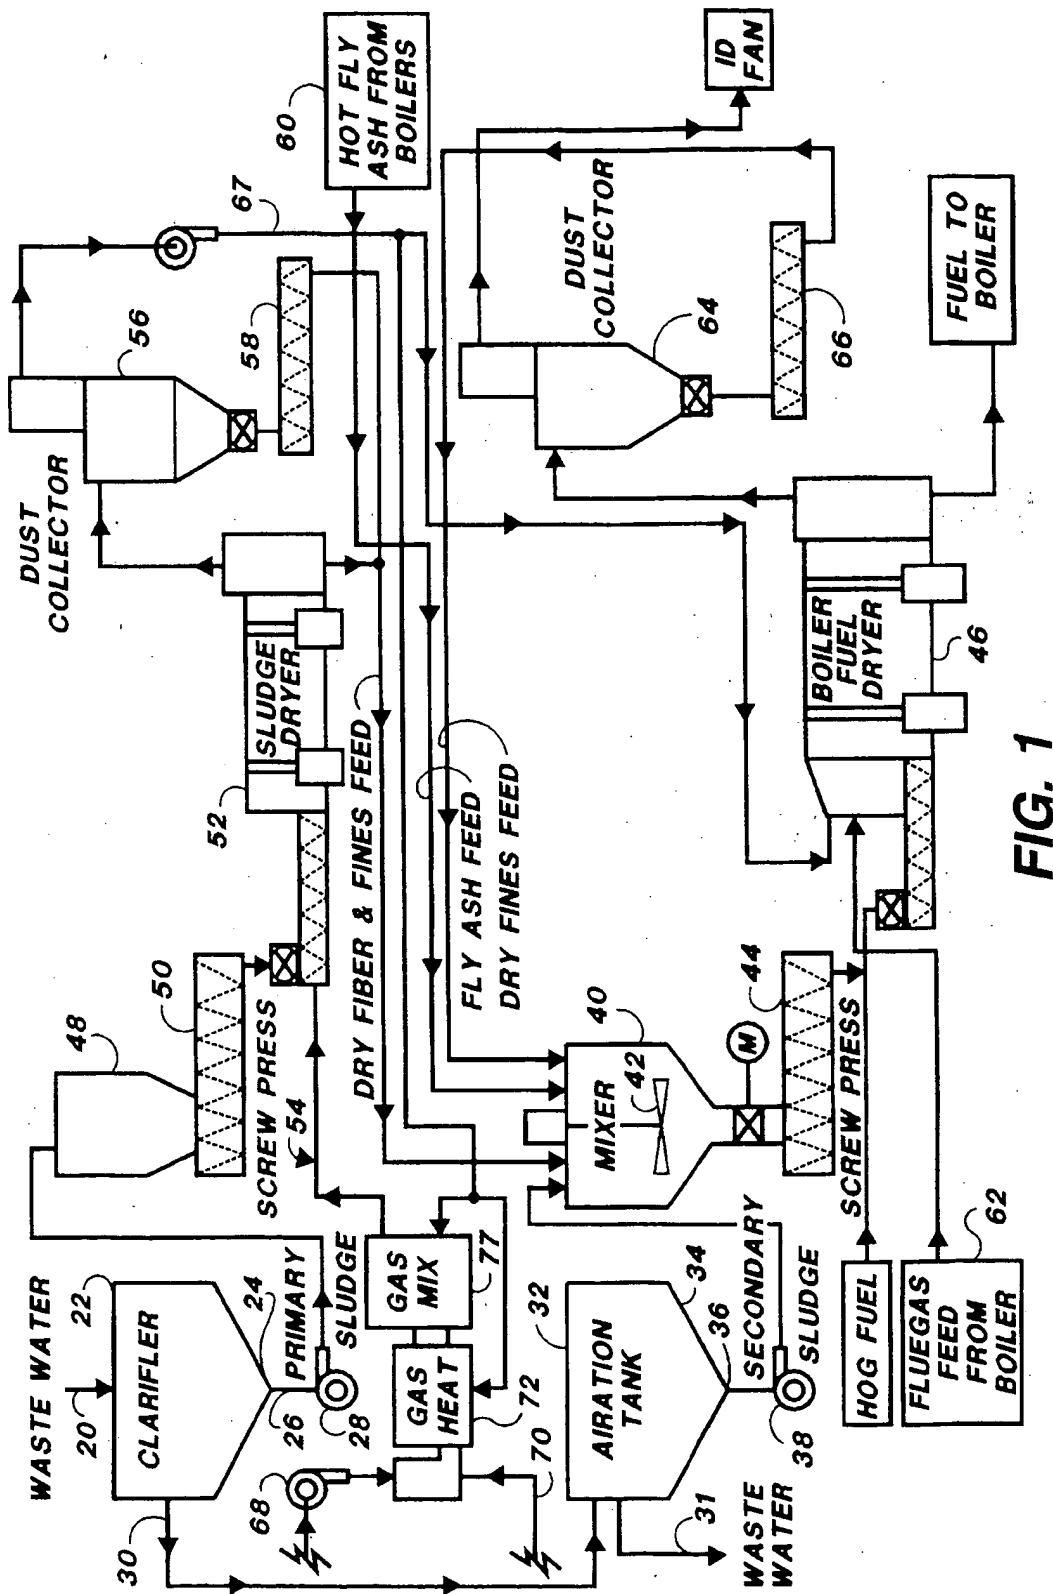 WASTE WATER
20
22
CLARIFLER
24
26
28
30
PRIMARY
SLUDGE
48
50
SCREW PRESS
54
52
SLUDGE
DRYER
DUST
COLLECTOR
56
58
67
60
HOT FLY
ASH FROM
BOILERS
68
70
GAS
HEAT
72
GAS
MIX
77
DRY FIBER & FINES FEED
FLY ASH FEED
DRY FINES FEED
ID
FAN
DUST
COLLECTOR
64
66
32
AIRATION
TANK
34
36
31
WASTE
WATER
38
SECONDARY
SLUDGE
MIXER
40
42
M
44
SCREW PRESS
HOG FUEL
FLUEGAS
FEED
FROM
BOILER
62
BOILER
FUEL
DRYER
46
FUEL TO
BOILER
FIG. 1